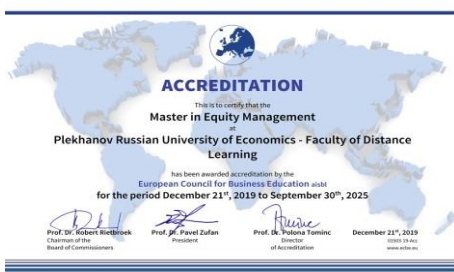 ACCREDITATION
This is to certify that the
Master in Equity Management
at
Plekhanov Russian University of Economics - Faculty of Distance
Learning
has been awarded accreditation by the
European Council for Business Education aisbl
for the period December 21st, 2019 to September 30th, 2025
Prof. Dr. Robert Rietbroek
Chairman of the
Board of Commissioners
Prof. Dr. Pavel Zufan
President
Prof. Dr. Polona Tominc
Director
of Accreditation
December 21st, 2019
www.ecbe.eu